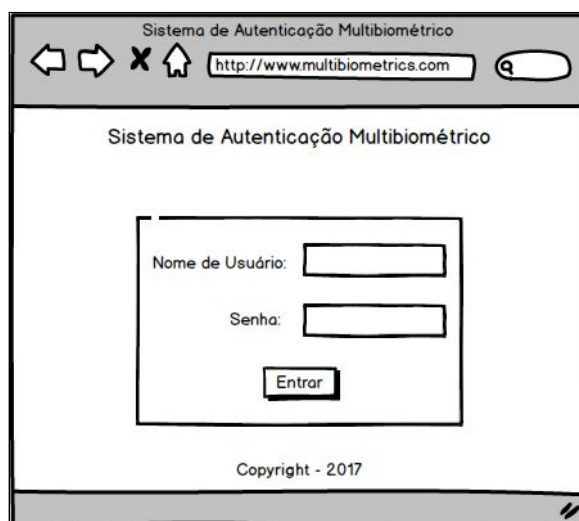 Sistema de Autenticação Multibiométrico
http://www.multibiometrics.com
Sistema de Autenticação Multibiométrico
Nome de Usuário:
Senha:
Entrar
Copyright - 2017